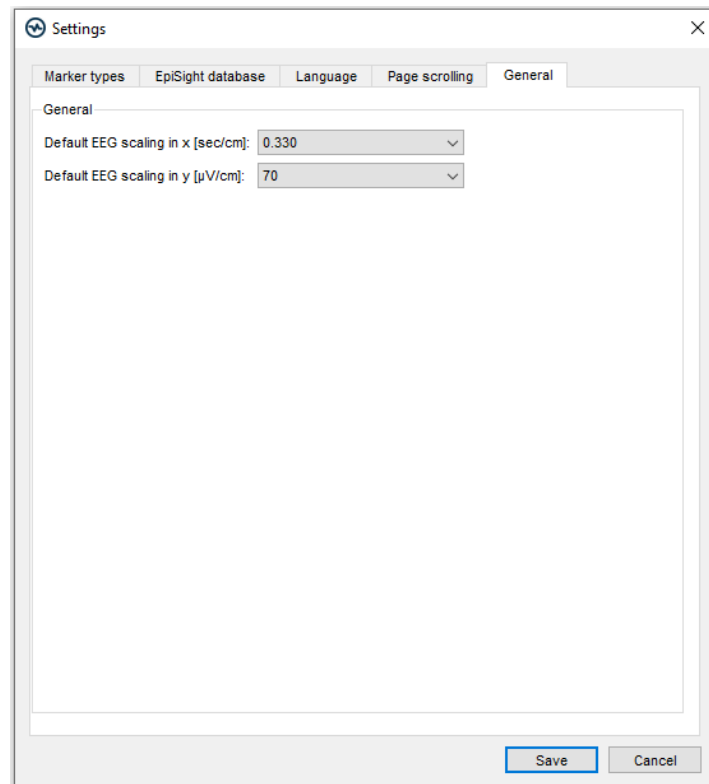 Settings
Marker types EpiSight database Language Page scrolling General
General
Default EEG scaling in x [sec/cm]: 0.330
Default EEG scaling in y [µV/cm]: 70
Save Cancel